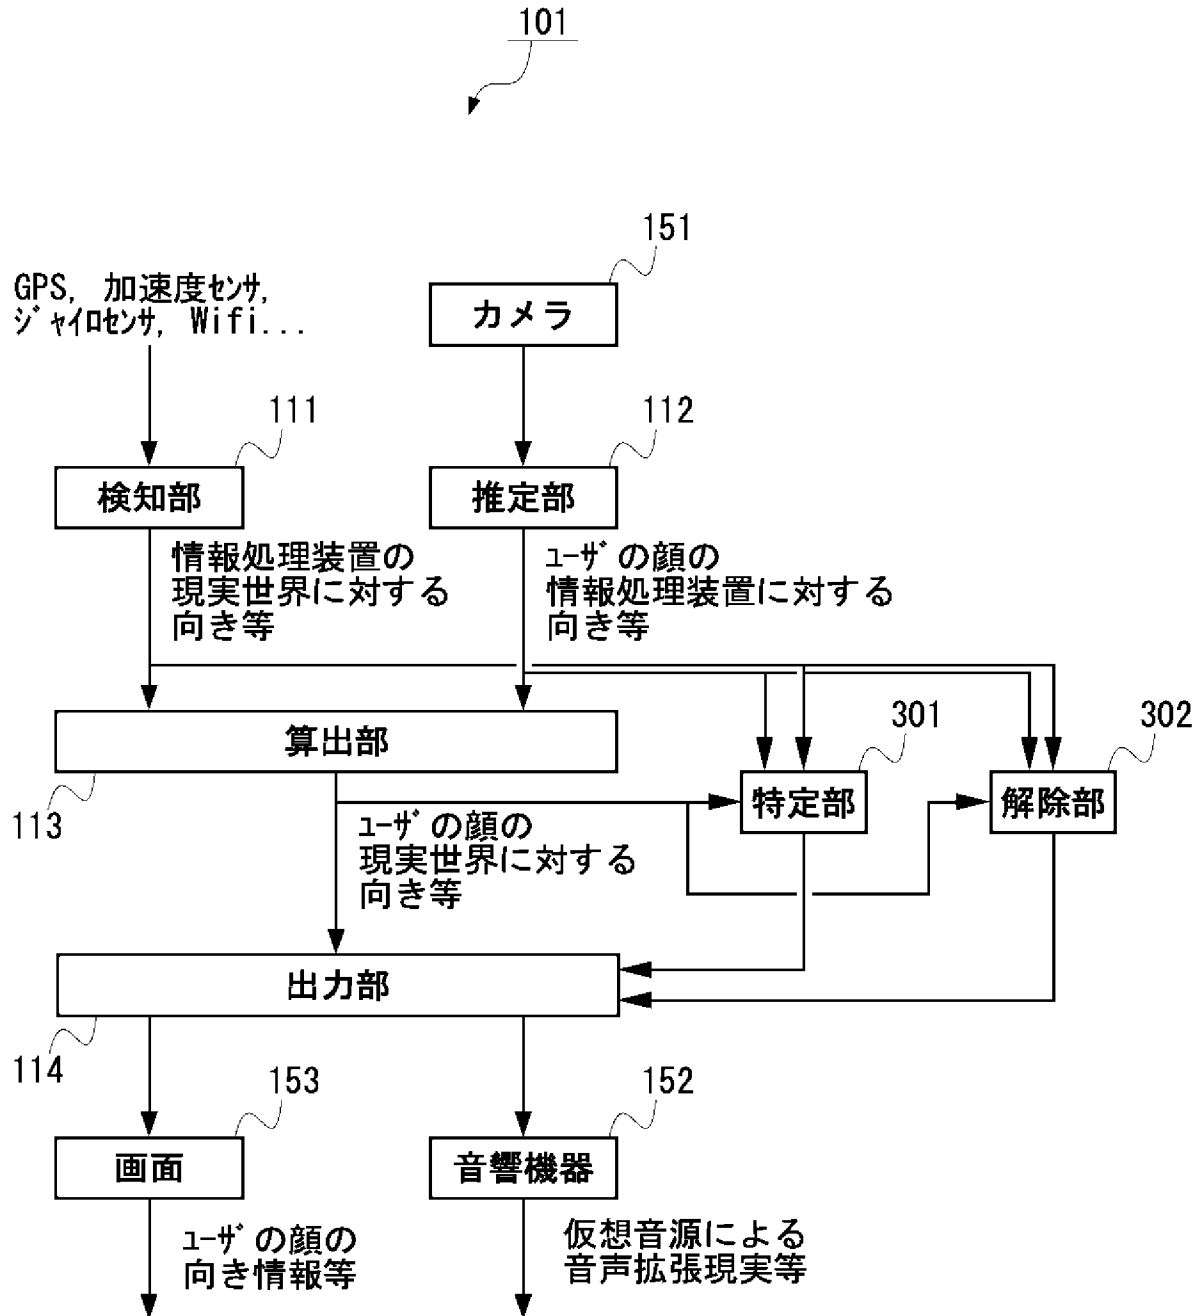 101
151
GPS, 加速度センサ,
ジャイロセンサ, Wifi...
カメラ
111
112
検知部
推定部
情報処理装置の
現実世界に対する
向き等
ユーザの顔の
情報処理装置に対する
向き等
算出部
301
302
113
特定部
解除部
ユーザの顔の
現実世界に対する
向き等
出力部
114
153
152
画面
音響機器
ユーザの顔の
向き情報等
仮想音源による
音声拡張現実等